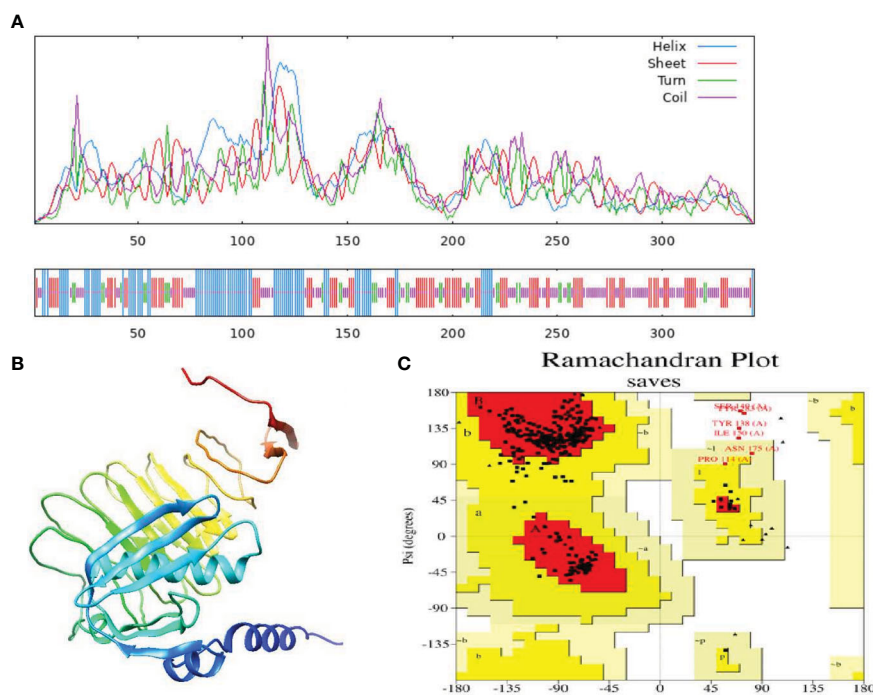 A
Helix
Sheet
Turn
Coil
50 100 150 200 250 300
50 100 150 200 250 300
B
C
Ramachandran Plot
saves
180
135
90
45
0
-45
-90
-135
-180
Psi (degrees)
B
b
~b
~b
b
TYR 138 (A)
ILE 150 (A)
ASN 175 (A)
PRO 114 (A)
~l
l
a
A
~a
~b
b
~p
p
~b
b
-135 -90 -45 0 45 90 135 180